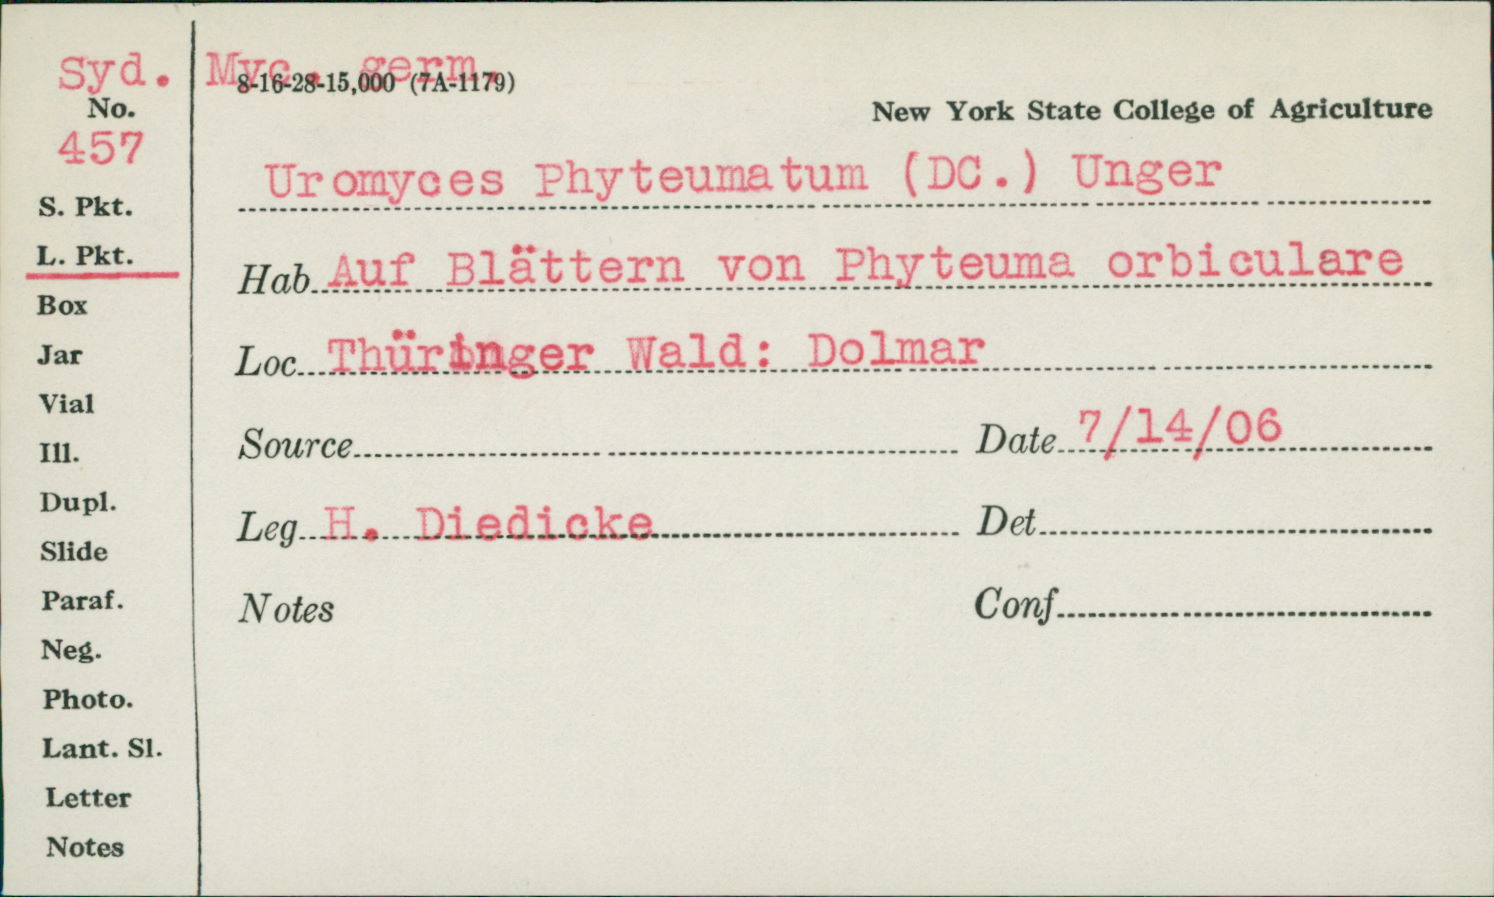 Syd. Myc. germ.
8-16-28-15,000 (7A-1179)
No.
New York State College of Agriculture
457
Uromyces Phyteumatum (DC.) Unger
S. Pkt.
L. Pkt.
Hab. Auf Blättern von Phyteuma orbiculare
Box
Jar
Loc. Thüringer Wald: Dolmar
Vial
Source
Date 7/14/06
Ill.
Dupl.
Leg. H. Diedicke
Det.
Slide
Paraf.
Notes
Conf.
Neg.
Photo.
Lant. Sl.
Letter
Notes